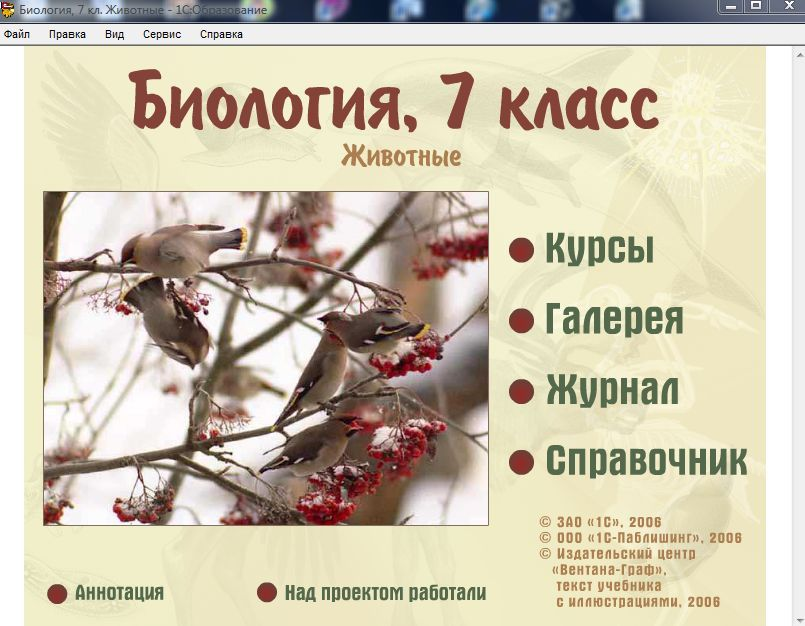 Биология, 7 кл. Животные - 1С:Образование
Файл Правка Вид Сервис Справка
Биология, 7 класс
Животные
Курсы
Галерея
Журнал
Справочник
© ЗАО «1С», 2006
© ООО «1С-Паблишинг», 2006
© Издательский центр
«Вентана-Граф»,
текст учебника
с иллюстрациями, 2006
Аннотация
Над проектом работали